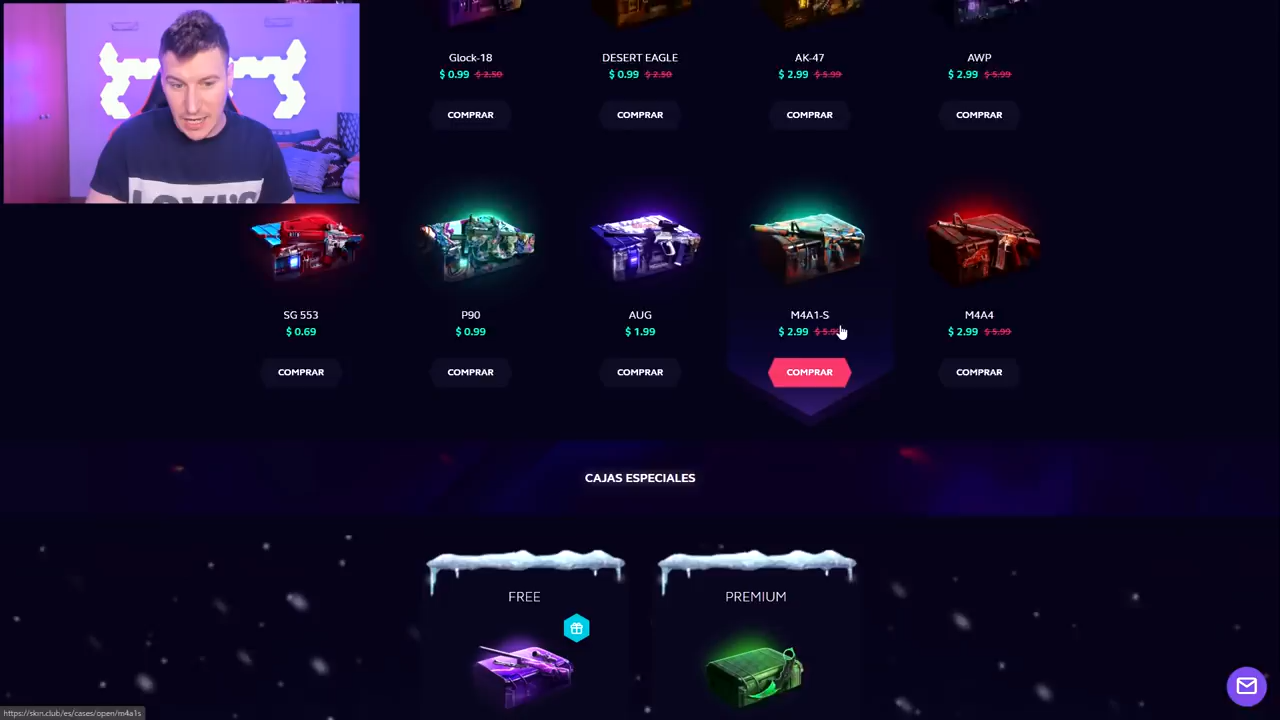 Glock-18
DESERT EAGLE
AK-47
AWP
$ 0.99 $ 2.50
$ 0.99 $ 2.50
$ 2.99 $ 5.99
$ 2.99 $ 5.99
COMPRAR
COMPRAR
COMPRAR
COMPRAR
SG 553
P90
AUG
M4A1-S
M4A4
$ 0.69
$ 0.99
$ 1.99
$ 2.99
$ 2.99 $ 5.99
COMPRAR
COMPRAR
COMPRAR
COMPRAR
COMPRAR
CAJAS ESPECIALES
FREE
PREMIUM
https://skin.club/es/cases/open/m4a1s